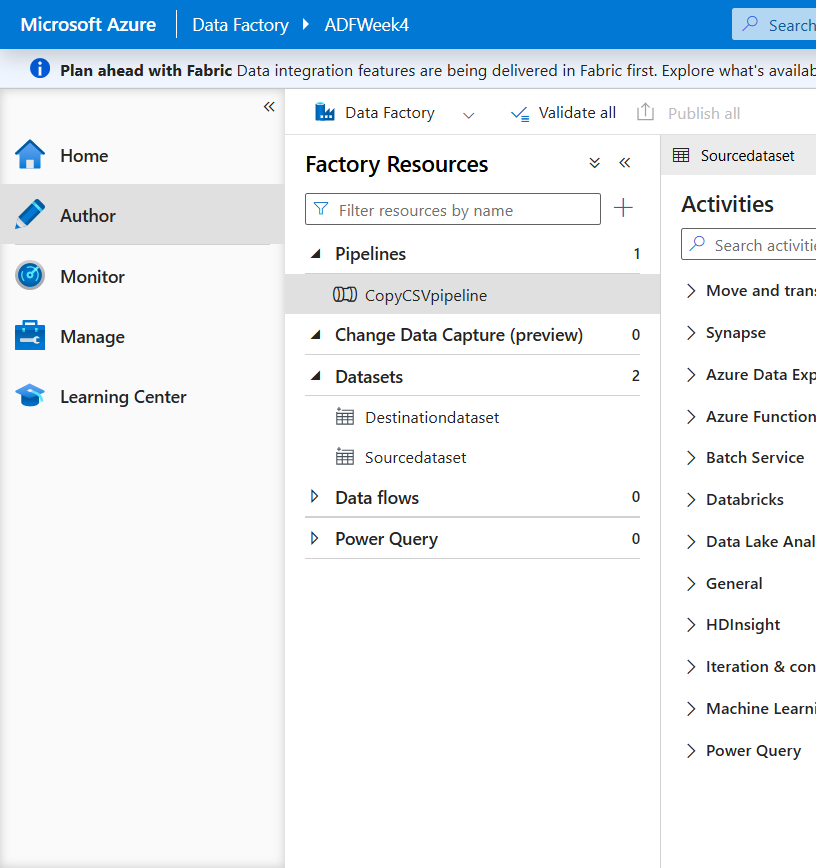 Microsoft Azure Data Factory ADFWeek4 Search
Plan ahead with Fabric Data integration features are being delivered in Fabric first. Explore what's availab
Data Factory Validate all Publish all
Home
Author
Monitor
Manage
Learning Center
Factory Resources
Filter resources by name
Pipelines 1
CopyCSVpipeline
Change Data Capture (preview) 0
Datasets 2
Destinationdataset
Sourcedataset
Data flows 0
Power Query 0
Sourcedataset
Activities
Search activitie
Move and trans
Synapse
Azure Data Exp
Azure Function
Batch Service
Databricks
Data Lake Anal
General
HDInsight
Iteration & con
Machine Learni
Power Query